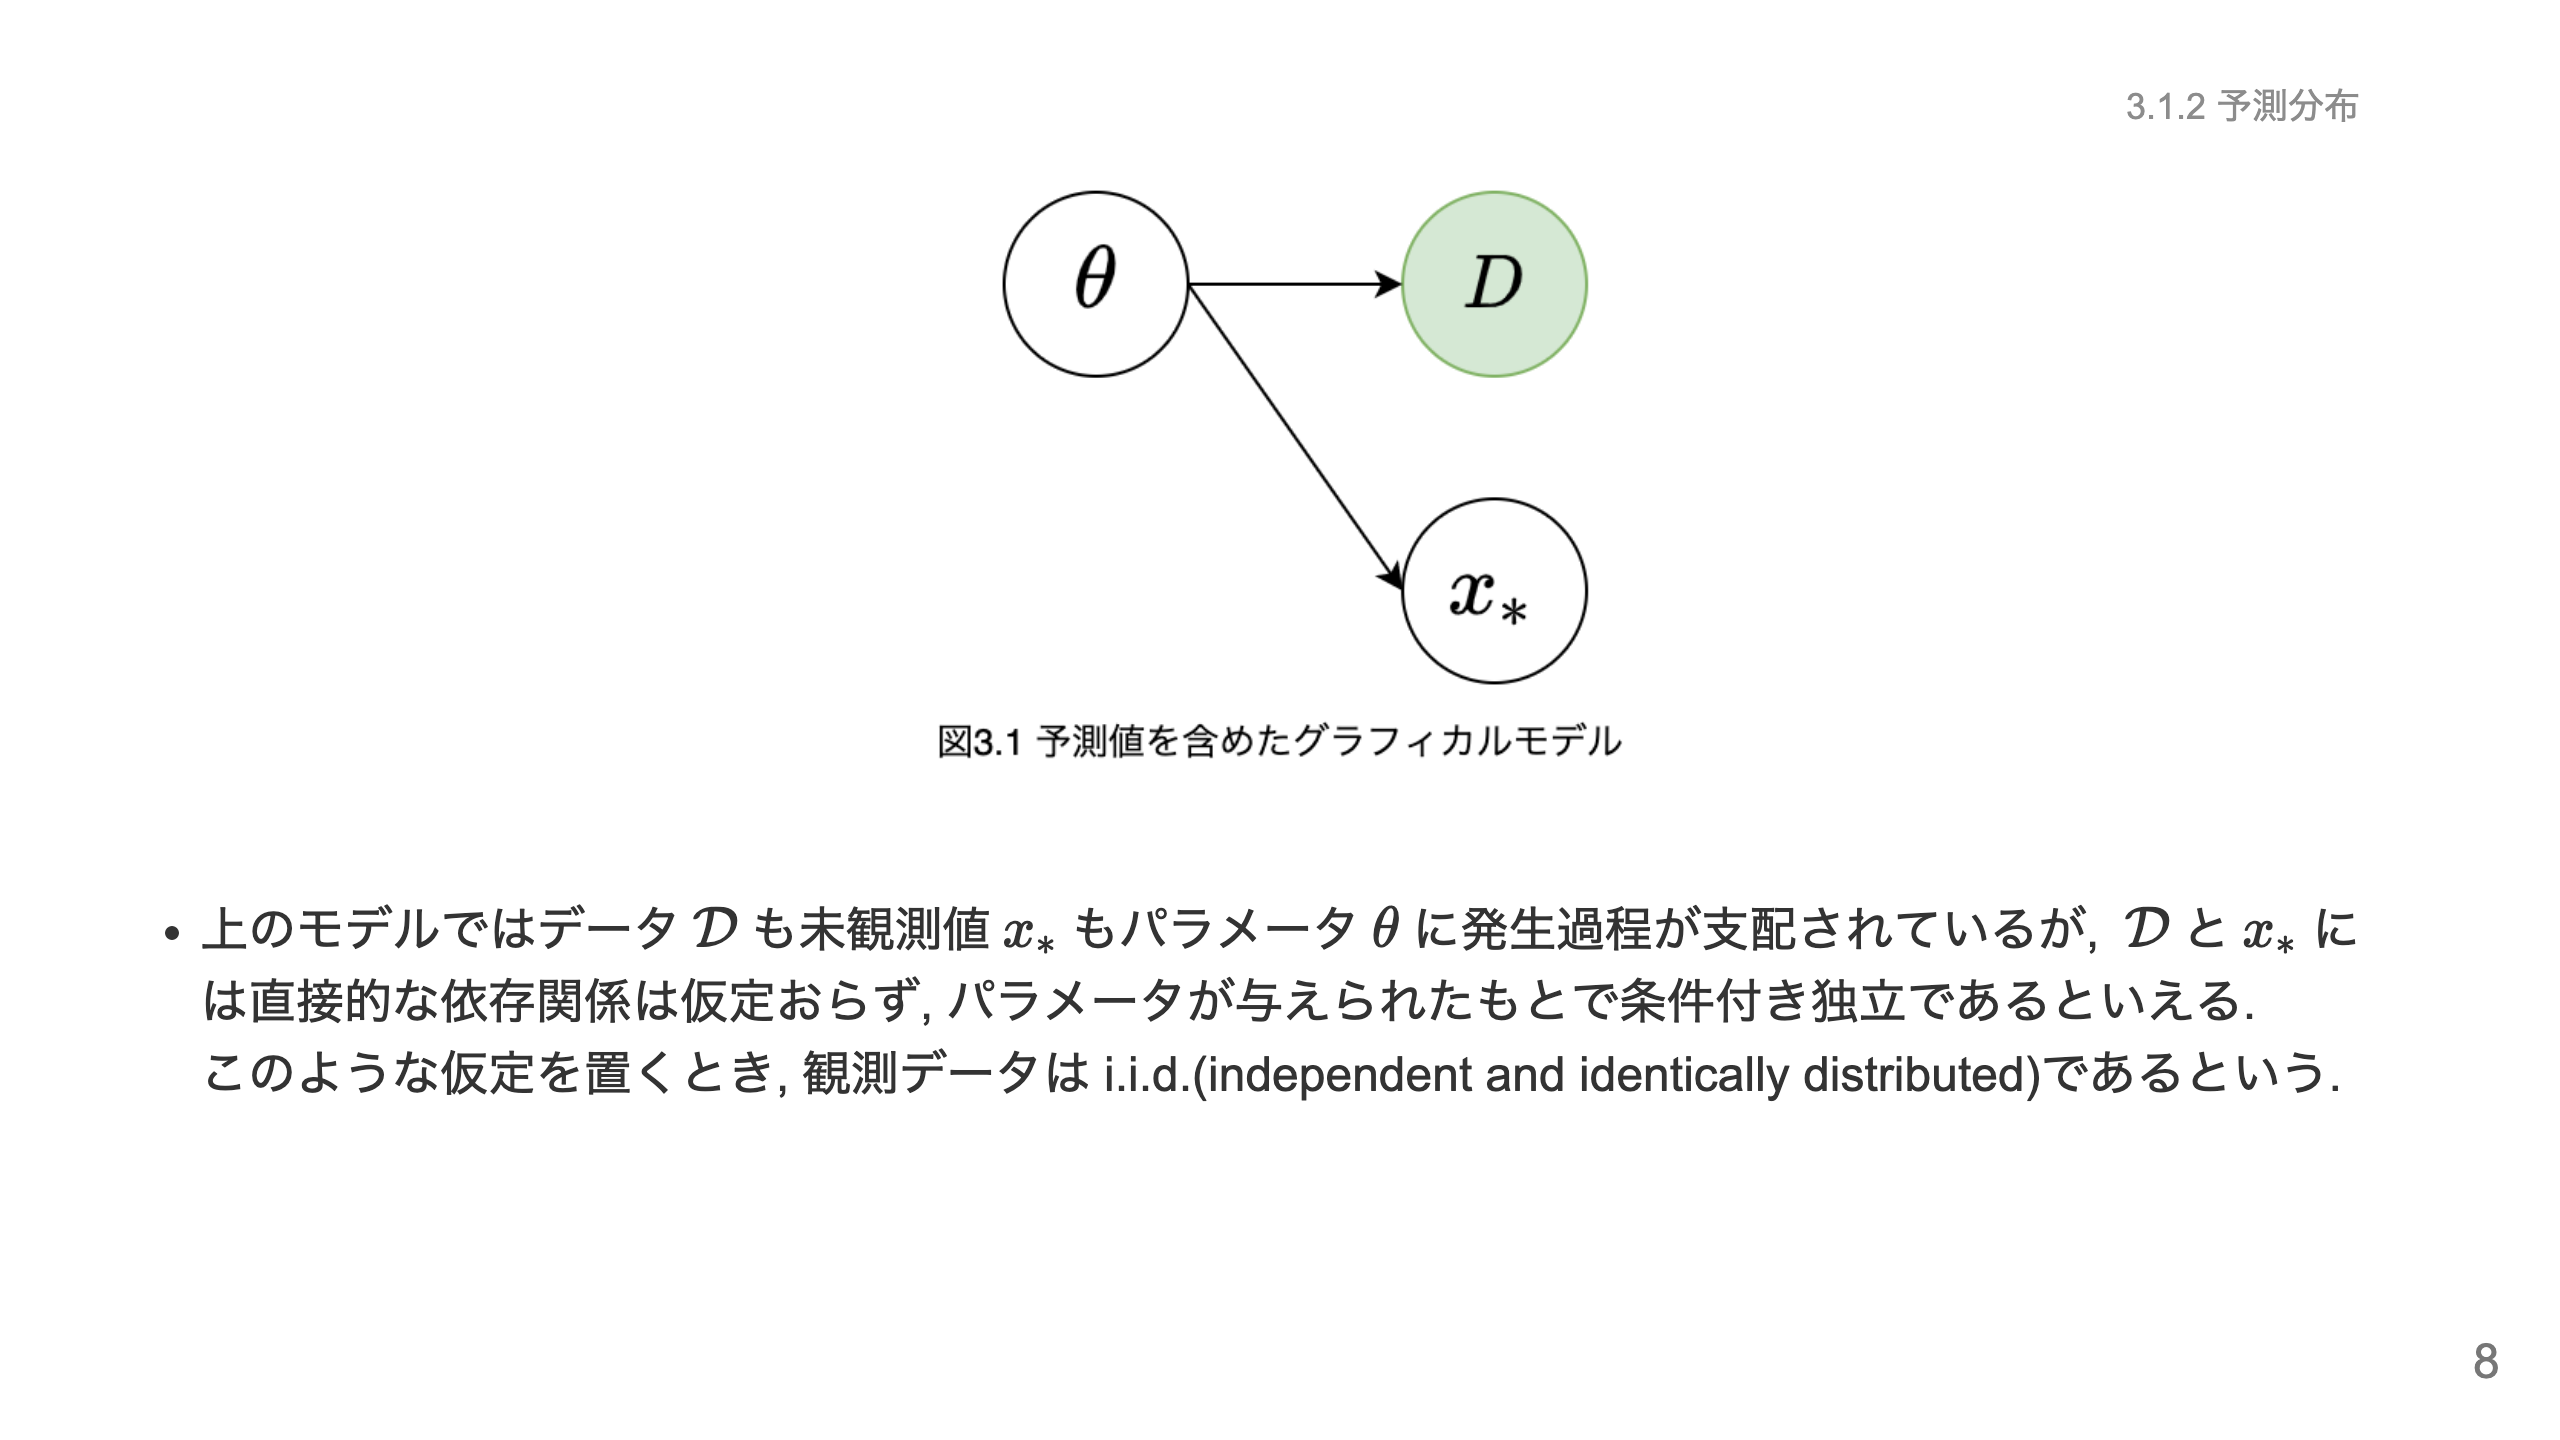 3.1.2 予測分布
θ
D
x*
図3.1 予測値を含めたグラフィカルモデル
• 上のモデルではデータ 𝒟 も未観測値 x* もパラメータ θ に発生過程が支配されているが, 𝒟 と x* に
は直接的な依存関係は仮定おらず, パラメータが与えられたもとで条件付き独立であるといえる.
このような仮定を置くとき, 観測データは i.i.d.(independent and identically distributed)であるという.
8